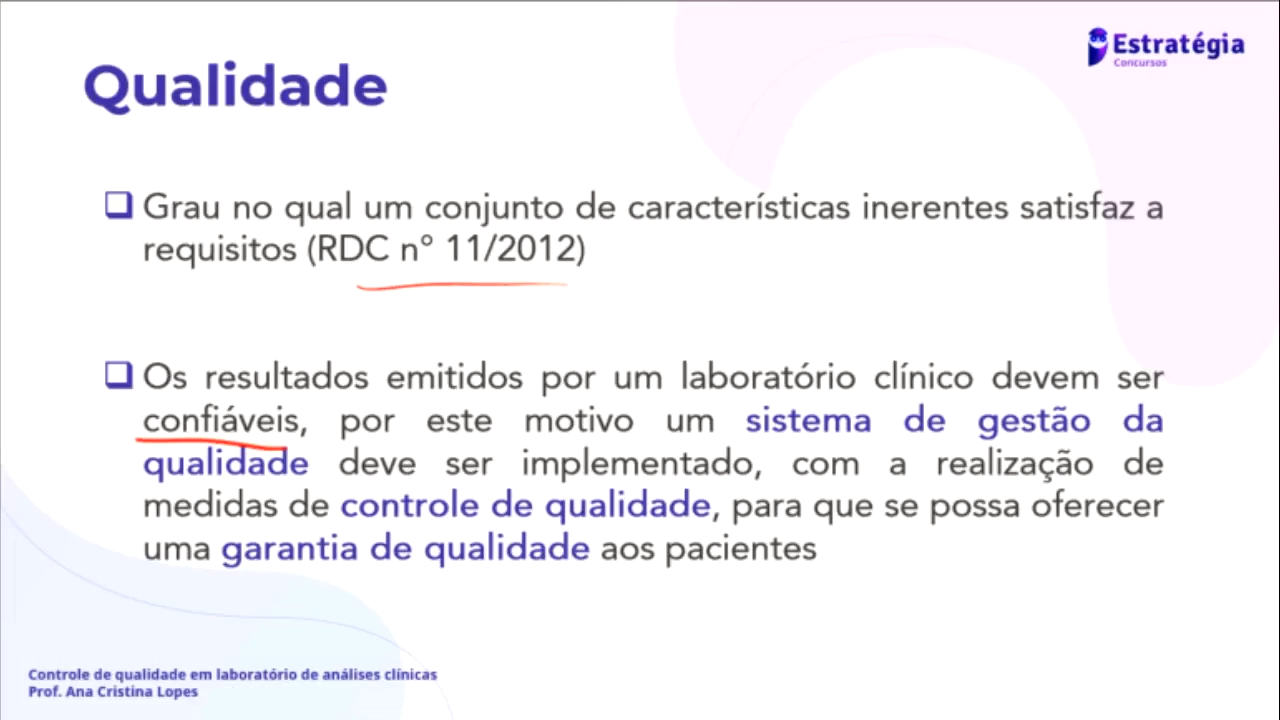 Estratégia
Concursos
Qualidade
Grau no qual um conjunto de características inerentes satisfaz a
requisitos (RDC nº 11/2012)
Os resultados emitidos por um laboratório clínico devem ser
confiáveis, por este motivo um sistema de gestão da
qualidade deve ser implementado, com a realização de
medidas de controle de qualidade, para que se possa oferecer
uma garantia de qualidade aos pacientes
Controle de qualidade em laboratório de análises clínicas
Prof. Ana Cristina Lopes